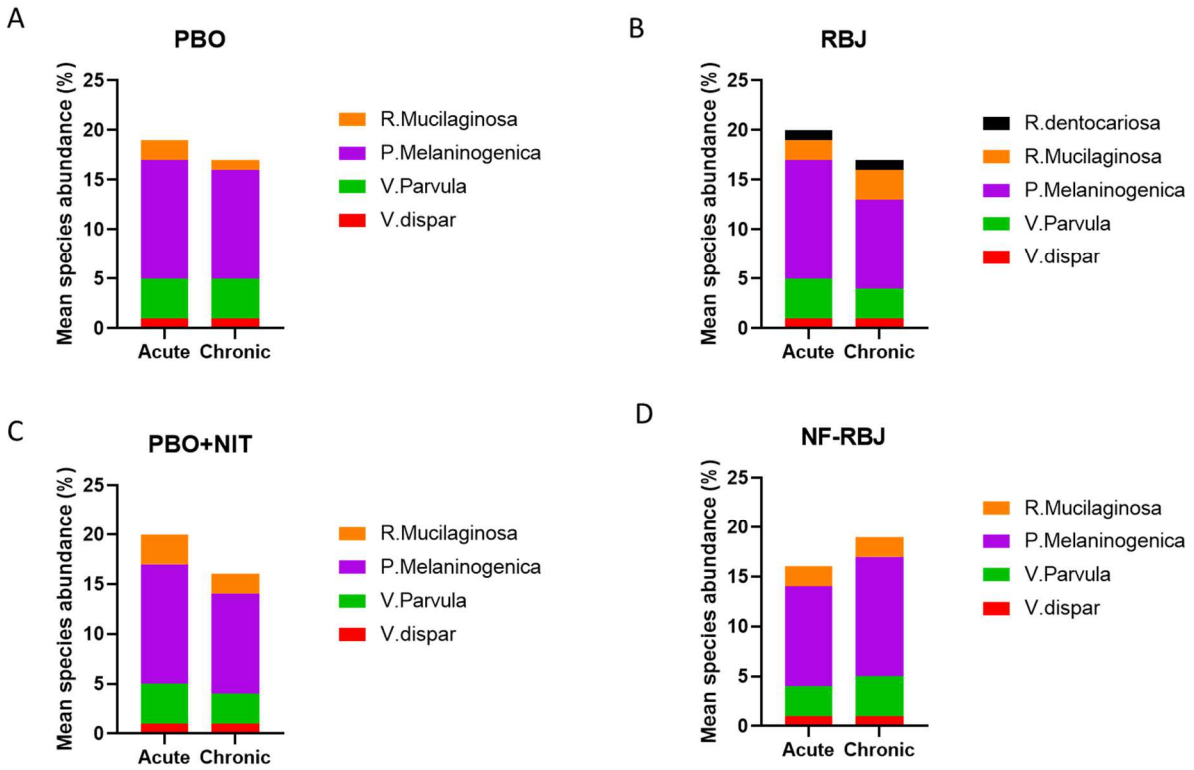 A
PBO
Mean species abundance (%)
25
20
15
10
5
0
Acute Chronic
R.Mucilaginosa
P.Melaninogenica
V.Parvula
V.dispar
B
RBJ
Mean species abundance (%)
25
20
15
10
5
0
Acute Chronic
R.dentocariosa
R.Mucilaginosa
P.Melaninogenica
V.Parvula
V.dispar
C
PBO+NIT
Mean species abundance (%)
25
20
15
10
5
0
Acute Chronic
R.Mucilaginosa
P.Melaninogenica
V.Parvula
V.dispar
D
NF-RBJ
Mean species abundance (%)
25
20
15
10
5
0
Acute Chronic
R.Mucilaginosa
P.Melaninogenica
V.Parvula
V.dispar